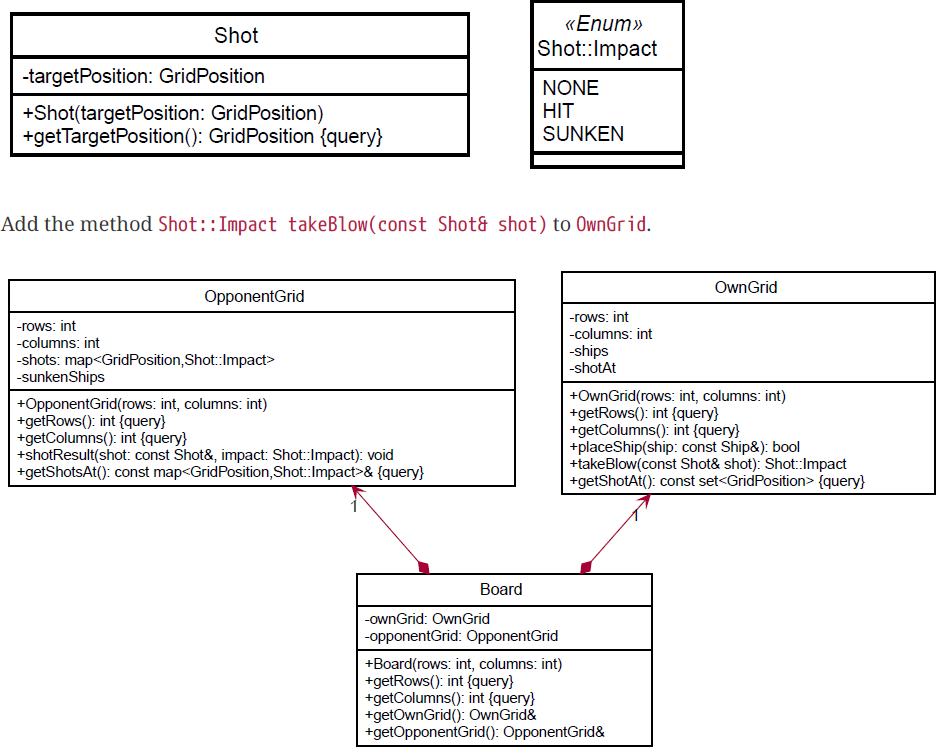 Shot
-targetPosition: GridPosition
+Shot(targetPosition: GridPosition)
+getTargetPosition(): GridPosition {query}
«Enum»
Shot::Impact
NONE
HIT
SUNKEN
Add the method Shot::Impact takeBlow(const Shot& shot) to OwnGrid.
OpponentGrid
-rows: int
-columns: int
-shots: map<GridPosition,Shot::Impact>
-sunkenShips
+OpponentGrid(rows: int, columns: int)
+getRows(): int {query}
+getColumns(): int {query}
+shotResult(shot: const Shot&, impact: Shot::Impact): void
+getShotsAt(): const map<GridPosition,Shot::Impact>& {query}
OwnGrid
-rows: int
-columns: int
-ships
-shotAt
+OwnGrid(rows: int, columns: int)
+getRows(): int {query}
+getColumns(): int {query}
+placeShip(ship: const Ship&): bool
+takeBlow(const Shot& shot): Shot::Impact
+getShotAt(): const set<GridPosition> {query}
1
1
Board
-ownGrid: OwnGrid
-opponentGrid: OpponentGrid
+Board(rows: int, columns: int)
+getRows(): int {query}
+getColumns(): int {query}
+getOwnGrid(): OwnGrid&
+getOpponentGrid(): OpponentGrid&